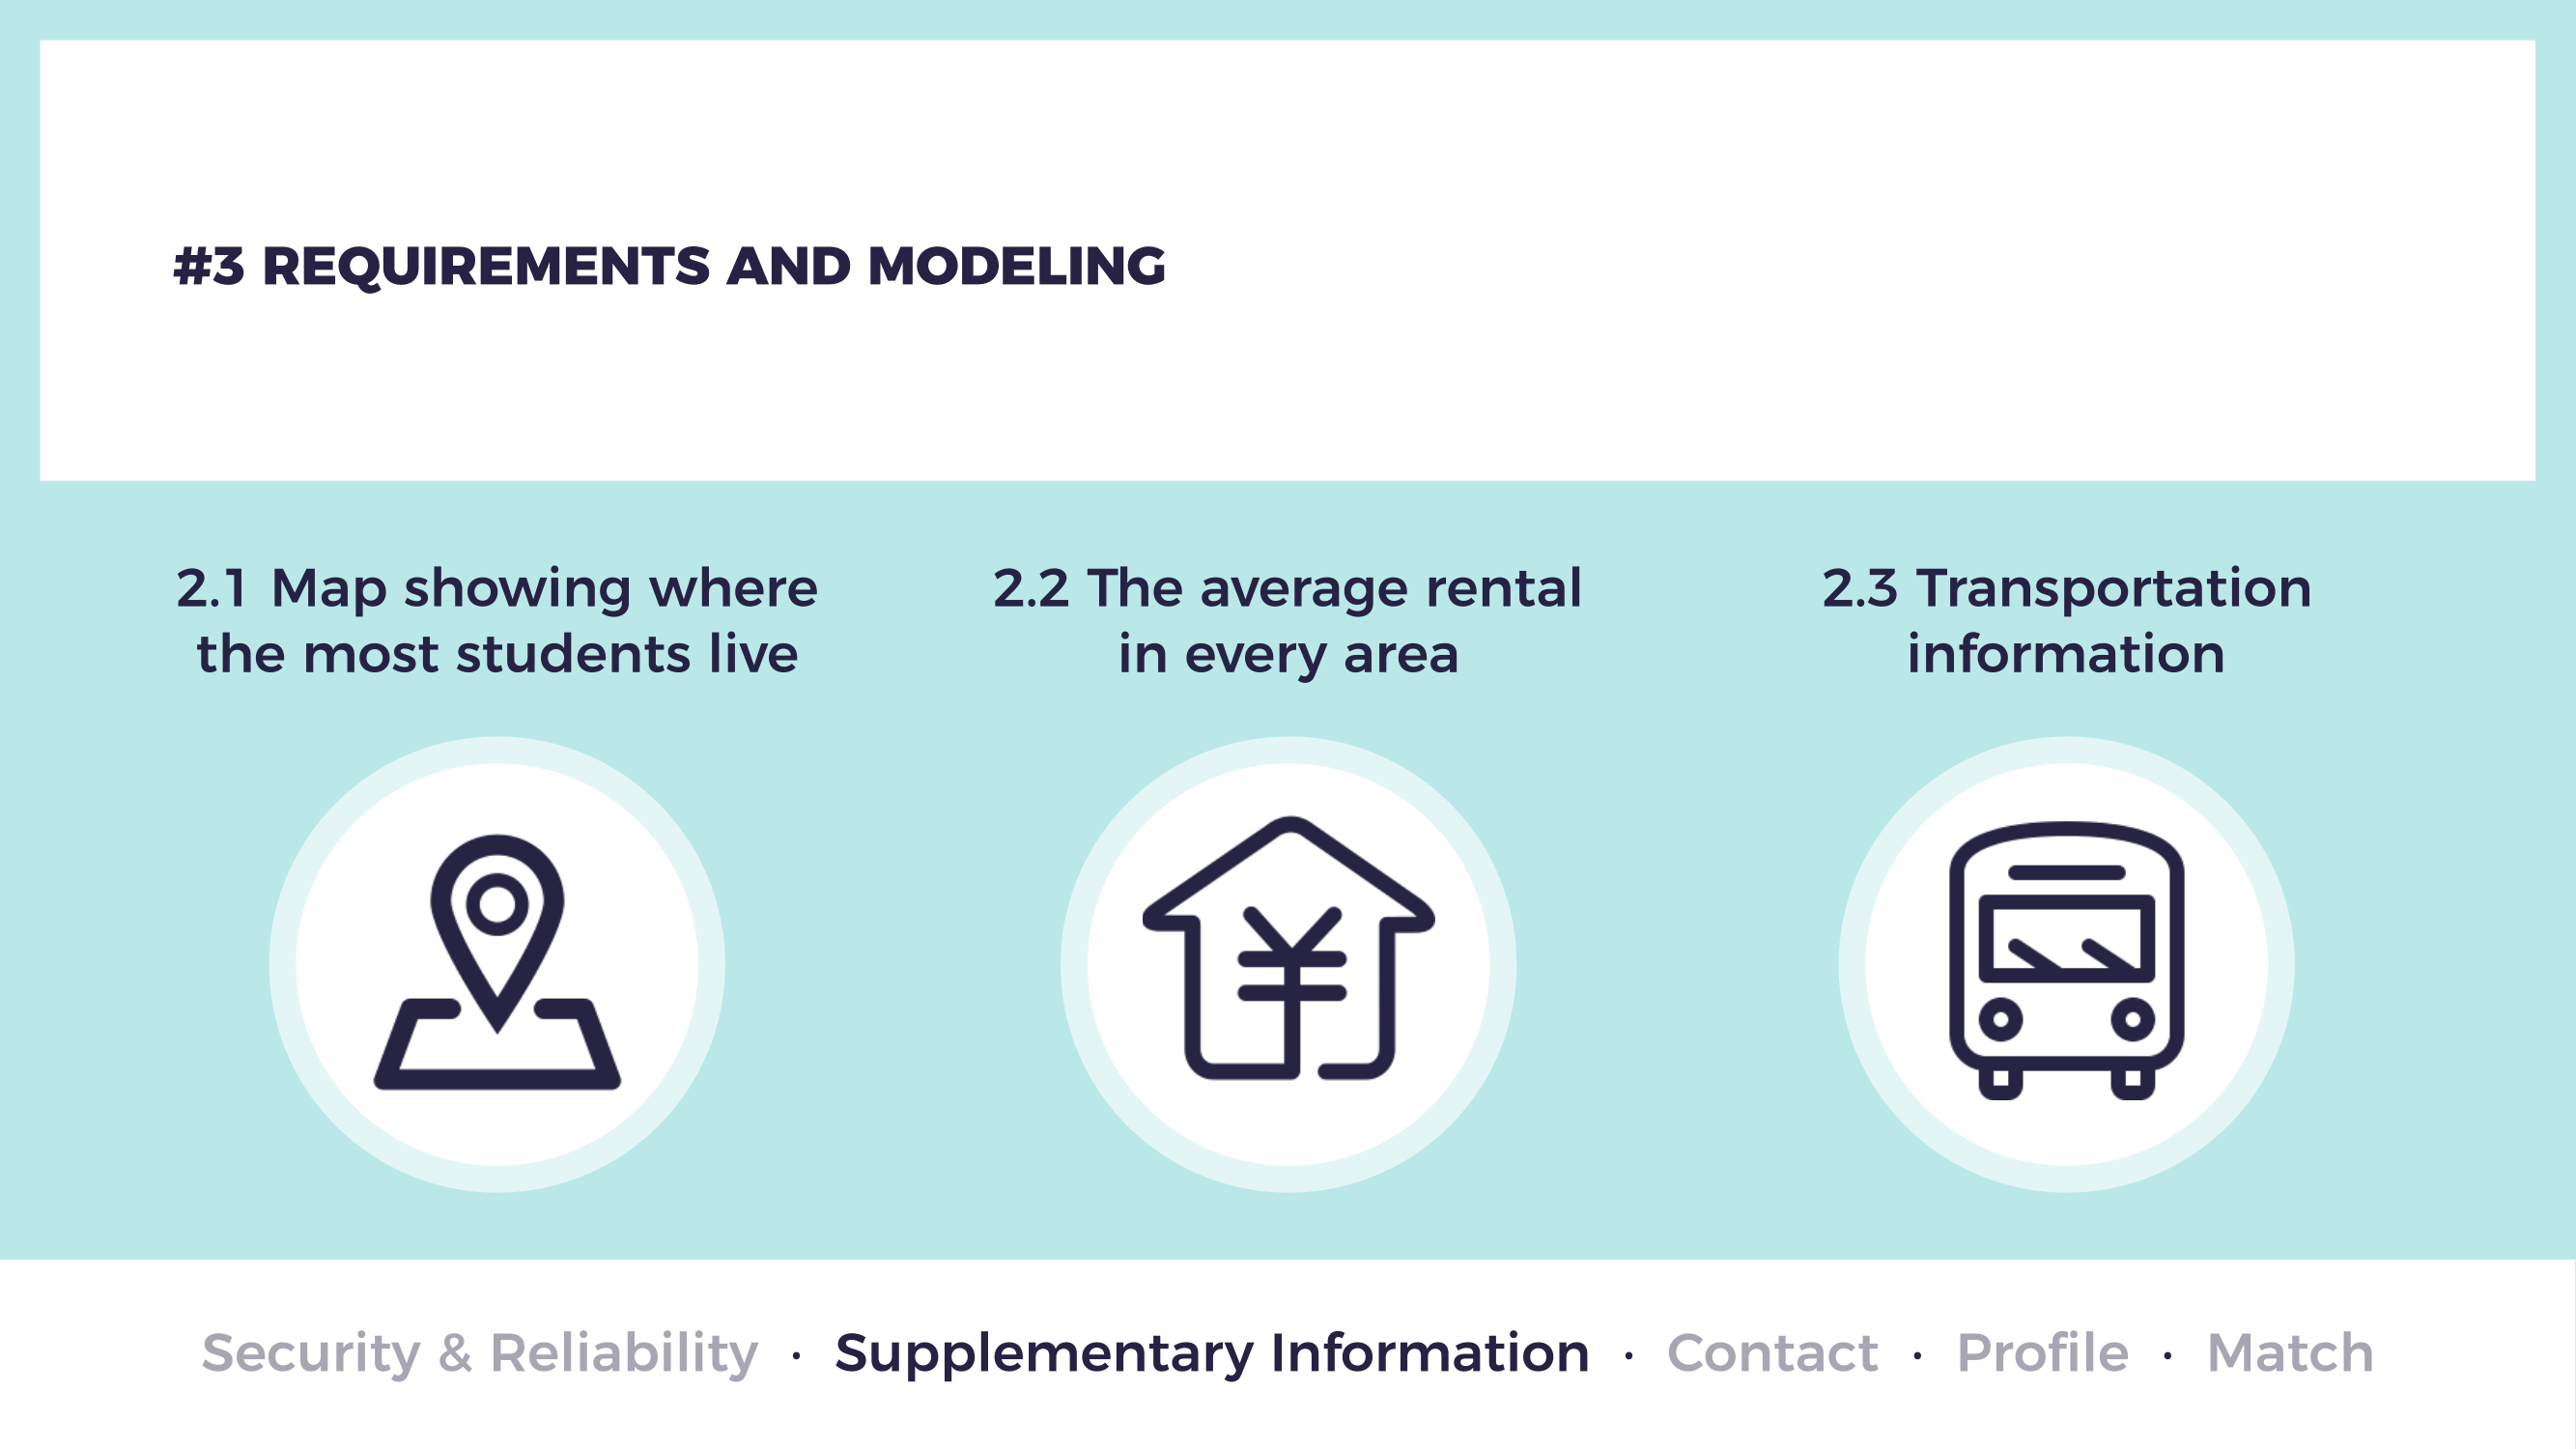 #3 REQUIREMENTS AND MODELING
2.1 Map showing where
the most students live
2.2 The average rental
in every area
2.3 Transportation
information
Security & Reliability · Supplementary Information · Contact · Profile · Match